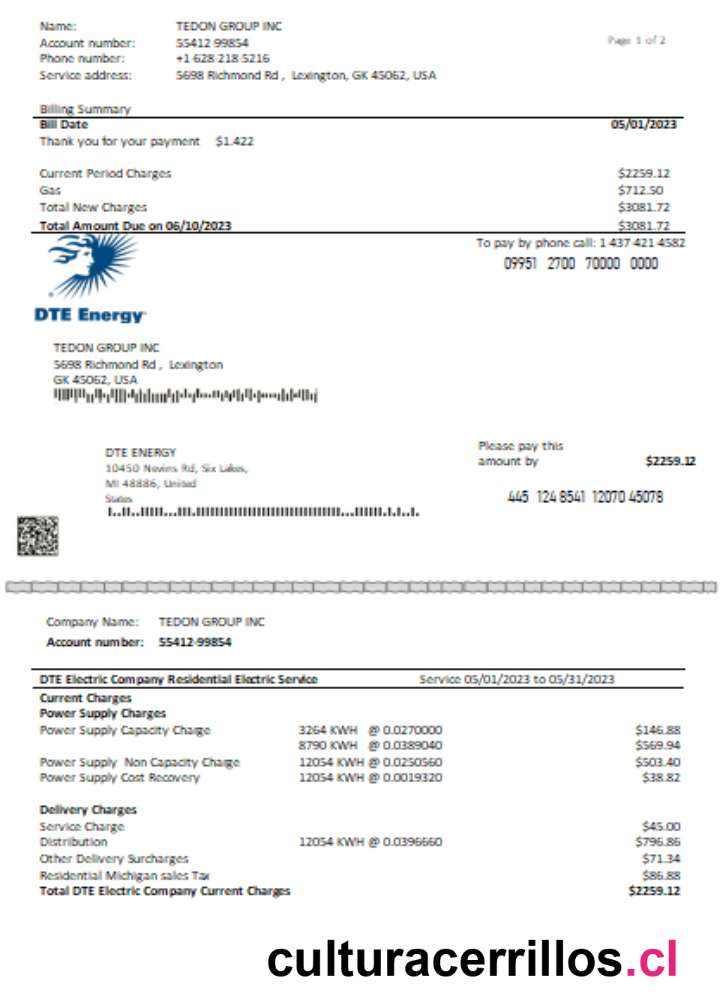 Name: TEDON GROUP INC
Account number: 55412-99854
Page 1 of 2
Phone number: +1-628-218-5216
Service address: 5698 Richmond Rd , Lexington, GK 45062, USA
Billing Summary
Bill Date 05/01/2023
Thank you for your payment $1.422
Current Period Charges $2259.12
Gas $712.50
Total New Charges $3081.72
Total Amount Due on 06/10/2023 $3081.72
To pay by phone call: 1-437-421-4582
09951 2700 70000 0000
DTE Energy
TEDON GROUP INC
5698 Richmond Rd , Lexington
GK 45062, USA
Please pay this
DTE ENERGY
amount by $2259.12
10450 Nevins Rd, Six Lakes,
MI 48886, United
States
445 124 8541 12070 45078
Company Name: TEDON GROUP INC
Account number: 55412-99854
DTE Electric Company Residential Electric Service Service 05/01/2023 to 05/31/2023
Current Charges
Power Supply Charges
Power Supply Capacity Charge 3264 KWH @ 0.0270000 $146.88
8790 KWH @ 0.0389040 $569.94
Power Supply Non Capacity Charge 12054 KWH @ 0.0250560 $503.40
Power Supply Cost Recovery 12054 KWH @ 0.0019320 $38.82
Delivery Charges
Service Charge $45.00
Distribution 12054 KWH @ 0.0396660 $796.86
Other Delivery Surcharges $71.34
Residential Michigan sales Tax $86.88
Total DTE Electric Company Current Charges $2259.12
culturacerrillos.cl